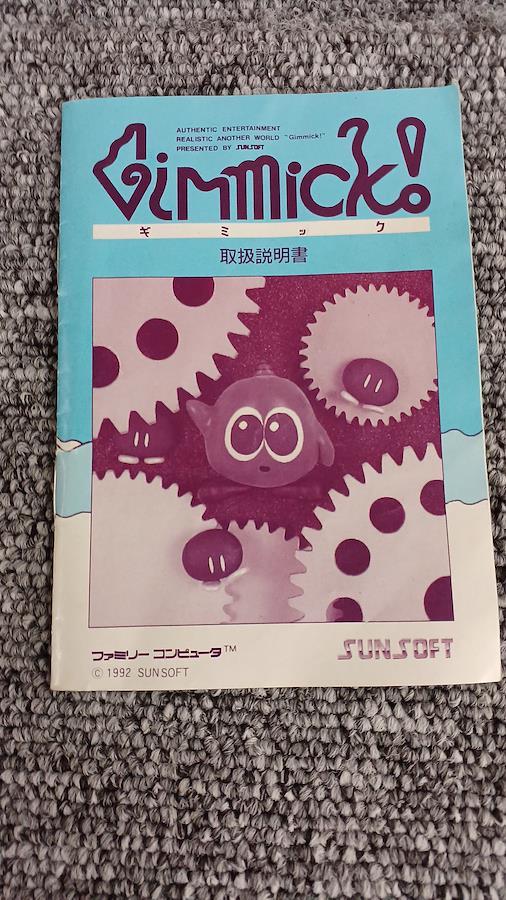 AUTHENTIC ENTERTAINMENT
REALISTIC ANOTHER WORLD "Gimmick!"
PRESENTED BY SUNSOFT
Gimmick!
ギミック
取扱説明書
ファミリー コンピュータ™
SUNSOFT
© 1992 SUNSOFT